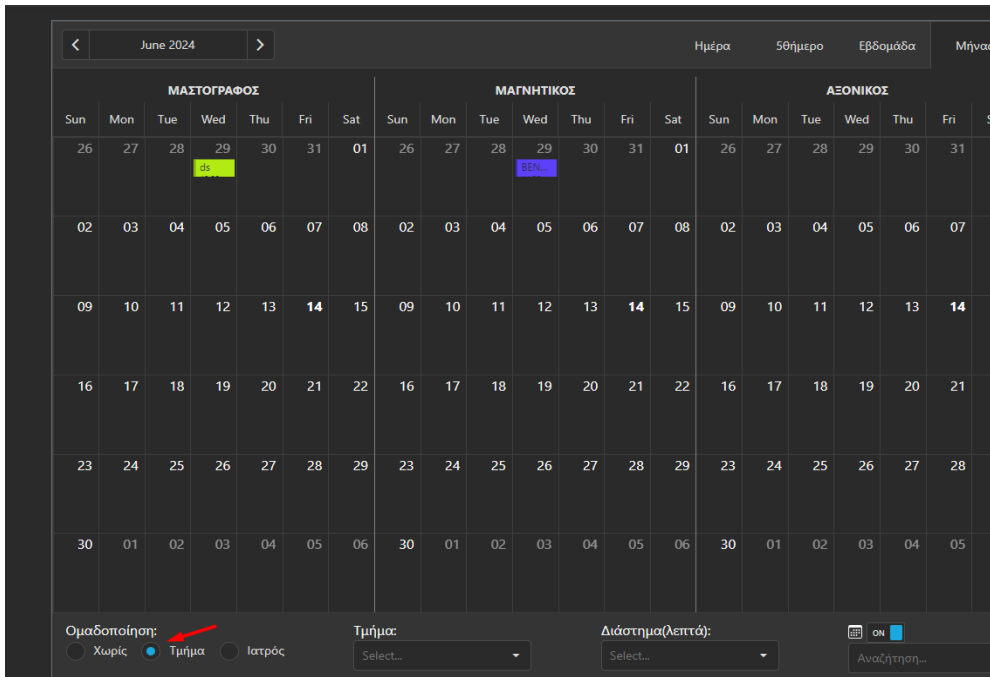 June 2024 Ημέρα 5θήμερο Εβδομάδα
ΜΑΣΤΟΓΡΑΦΟΣ ΜΑΓΝΗΤΙΚΟΣ ΑΞΟΝΙΚΟΣ
Sun Mon Tue Wed Thu Fri Sat Sun Mon Tue Wed Thu Fri Sat Sun Mon Tue Wed Thu Fri
26 27 28 29 30 31 01 26 27 28 29 30 31 01 26 27 28 29 30 31
ds BEN...
02 03 04 05 06 07 08 02 03 04 05 06 07 08 02 03 04 05 06 07
09 10 11 12 13 14 15 09 10 11 12 13 14 15 09 10 11 12 13 14
16 17 18 19 20 21 22 16 17 18 19 20 21 22 16 17 18 19 20 21
23 24 25 26 27 28 29 23 24 25 26 27 28 29 23 24 25 26 27 28
30 01 02 03 04 05 06 30 01 02 03 04 05 06 30 01 02 03 04 05
Ομαδοποίηση: Τμήμα: Διάστημα(λεπτά): ON
Χωρίς Τμήμα Ιατρός Select... Select... Αναζήτηση...